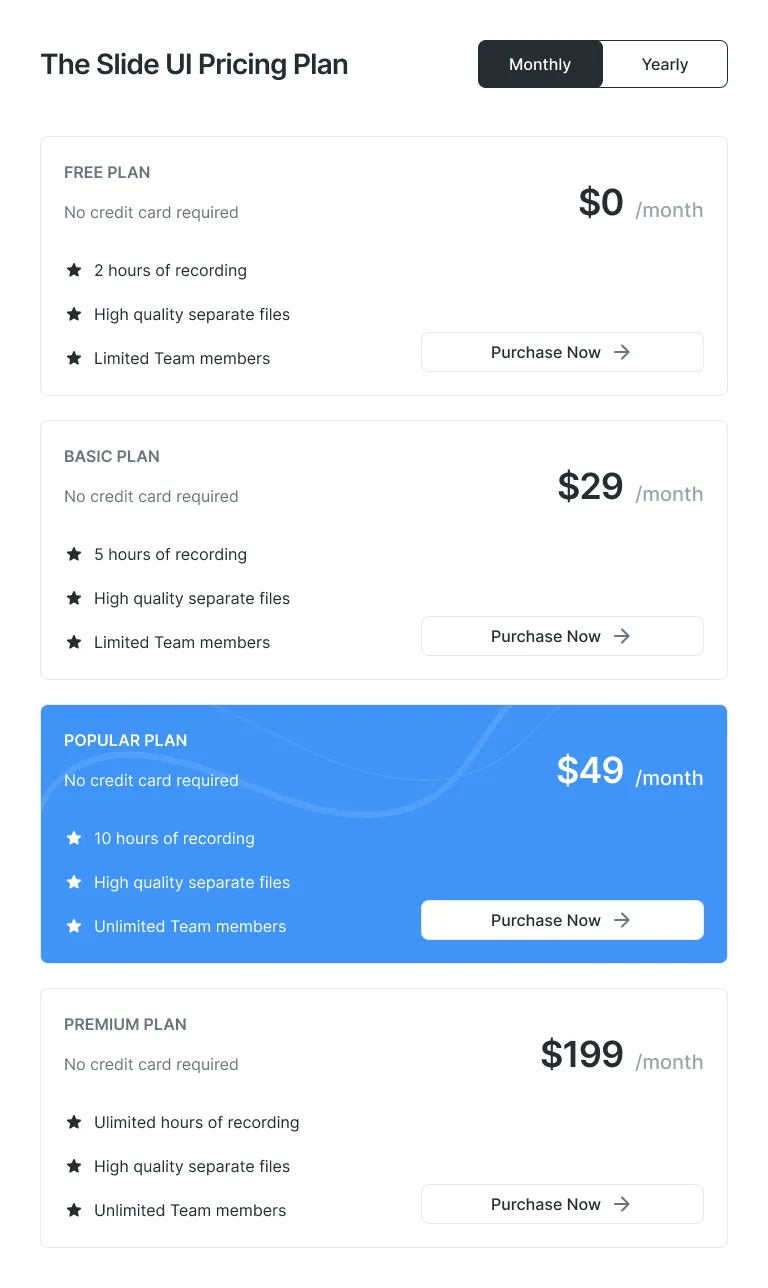 The Slide UI Pricing Plan
Monthly
Yearly
FREE PLAN
No credit card required
$0 /month
2 hours of recording
High quality separate files
Limited Team members
Purchase Now
BASIC PLAN
No credit card required
$29 /month
5 hours of recording
High quality separate files
Limited Team members
Purchase Now
POPULAR PLAN
No credit card required
$49 /month
10 hours of recording
High quality separate files
Unlimited Team members
Purchase Now
PREMIUM PLAN
No credit card required
$199 /month
Ulimited hours of recording
High quality separate files
Unlimited Team members
Purchase Now